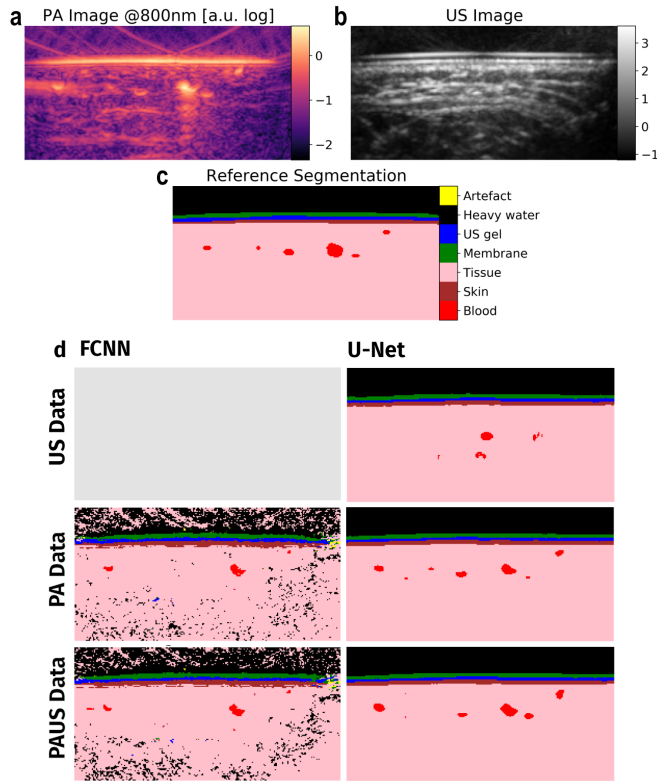 a PA Image @800nm [a.u. log]
0
−1
−2
b US Image
3
2
1
0
−1
c Reference Segmentation
Artefact
Heavy water
US gel
Membrane
Tissue
Skin
Blood
d FCNN U-Net
US Data
PA Data
PAUS Data